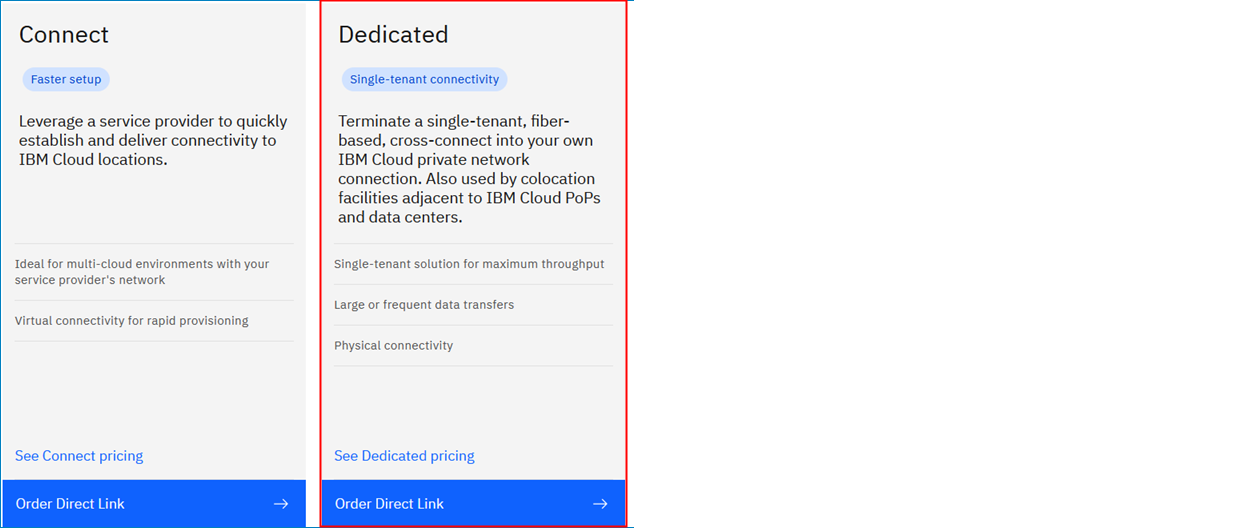 Connect
Faster setup
Leverage a service provider to quickly
establish and deliver connectivity to
IBM Cloud locations.
Ideal for multi-cloud environments with your
service provider's network
Virtual connectivity for rapid provisioning
See Connect pricing
Order Direct Link
Dedicated
Single-tenant connectivity
Terminate a single-tenant, fiber-
based, cross-connect into your own
IBM Cloud private network
connection. Also used by colocation
facilities adjacent to IBM Cloud PoPs
and data centers.
Single-tenant solution for maximum throughput
Large or frequent data transfers
Physical connectivity
See Dedicated pricing
Order Direct Link